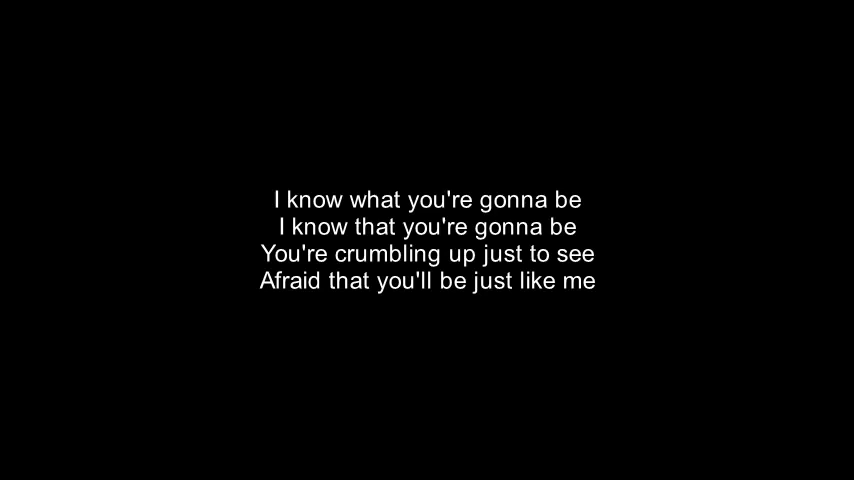 I know what you're gonna be
I know that you're gonna be
You're crumbling up just to see
Afraid that you'll be just like me